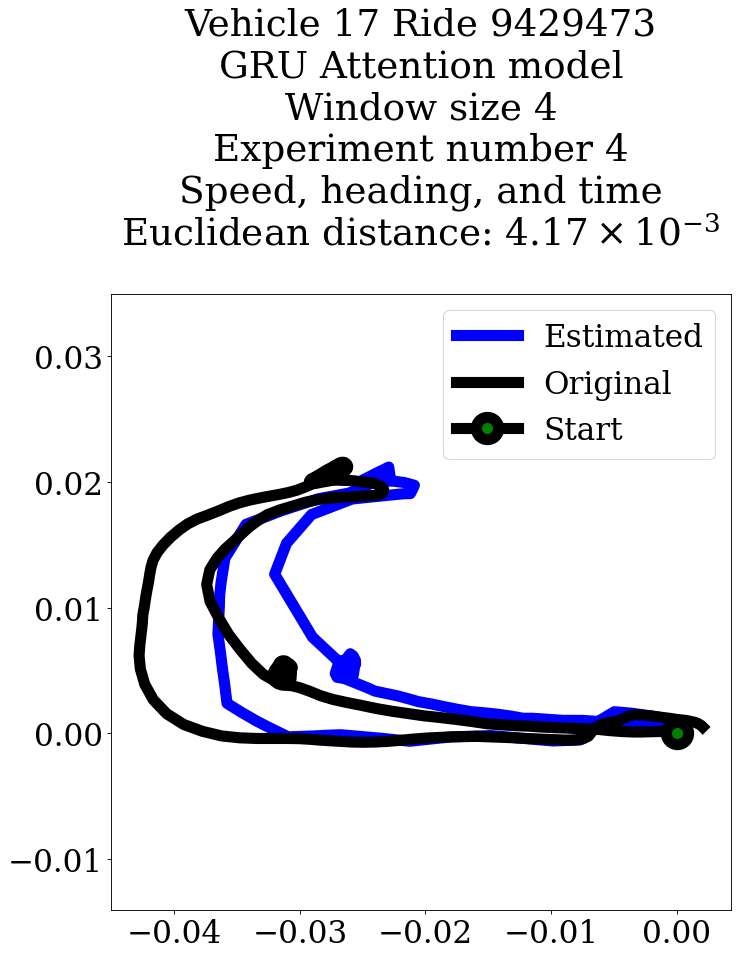 Vehicle 17 Ride 9429473
GRU Attention model
Window size 4
Experiment number 4
Speed, heading, and time
Euclidean distance: 4.17 × 10⁻³
Estimated
Original
Start
0.03
0.02
0.01
0.00
−0.01
−0.04
−0.03
−0.02
−0.01
0.00